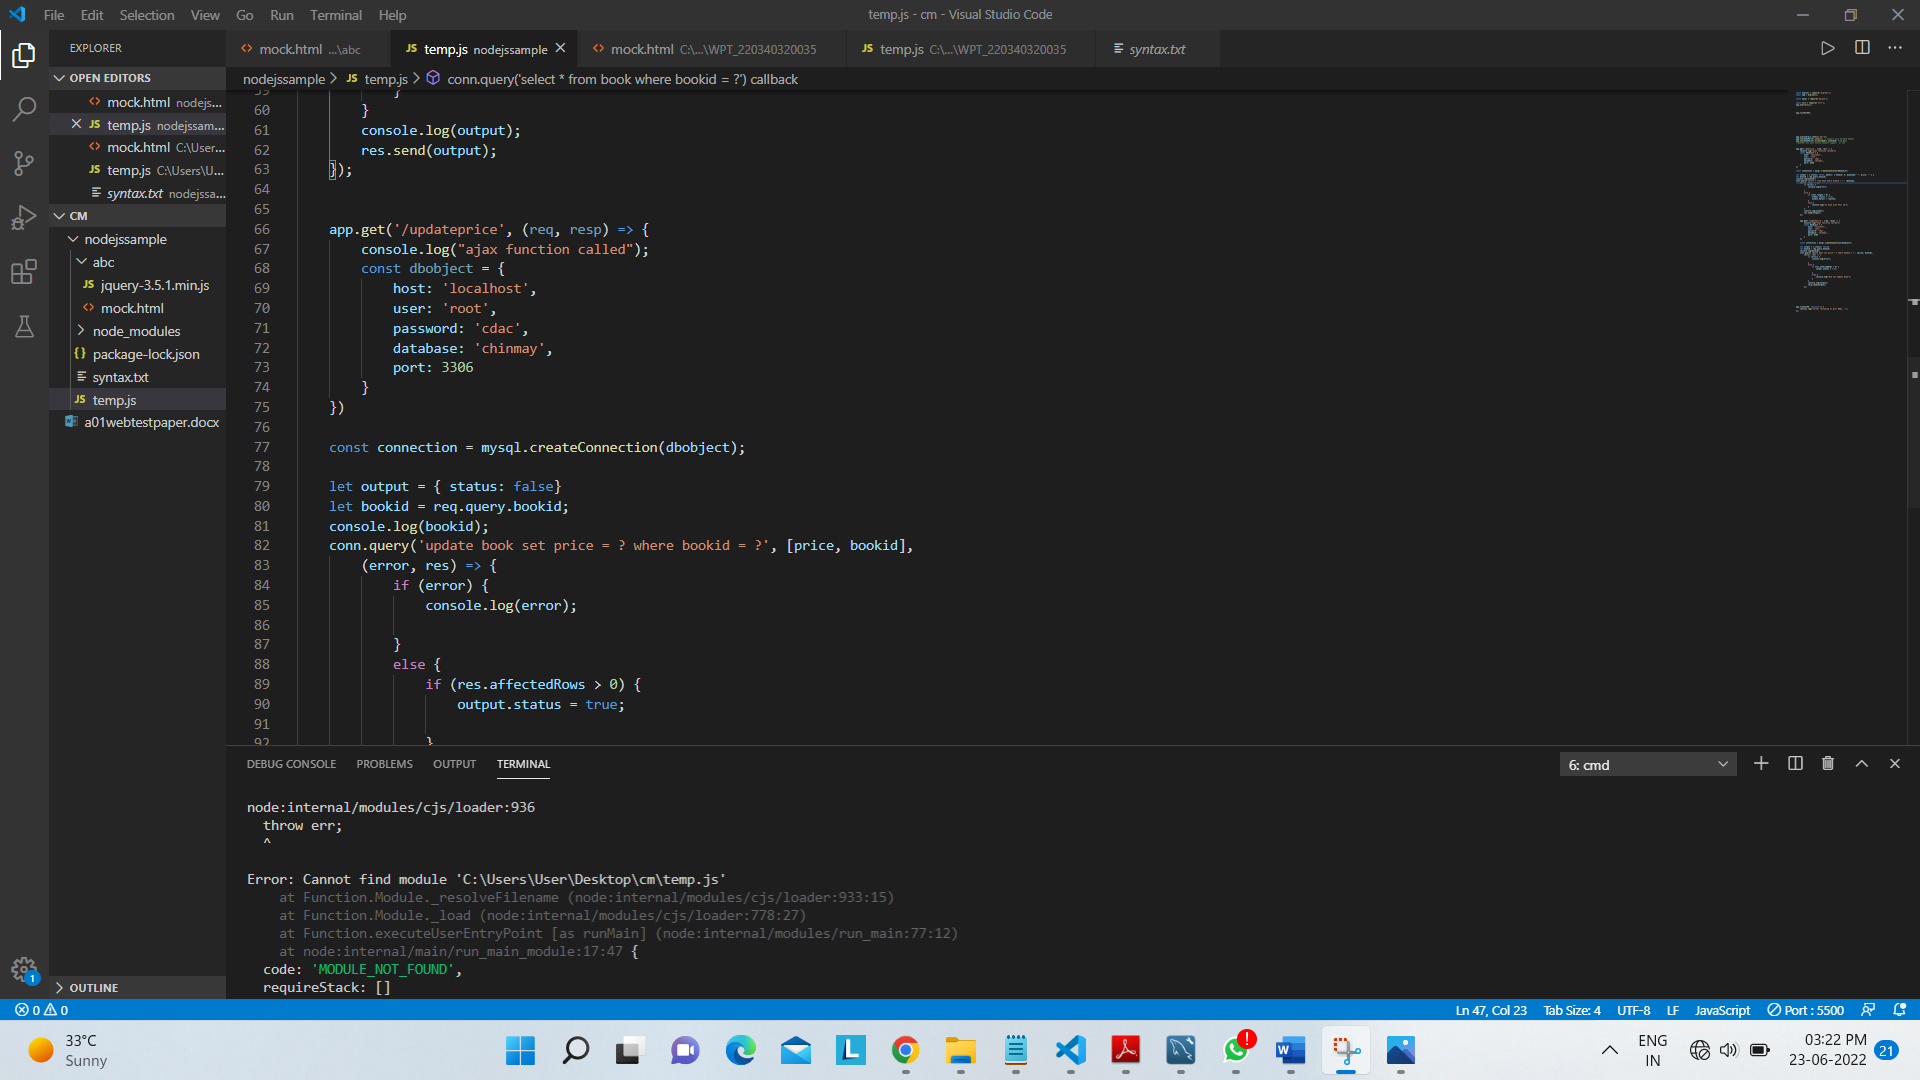 File Edit Selection View Go Run Terminal Help
temp.js - cm - Visual Studio Code
EXPLORER
mock.html ...\abc
JS temp.js nodejssample
mock.html C:\...\WPT_220340320035
JS temp.js C:\...\WPT_220340320035
syntax.txt
OPEN EDITORS
nodejssample > JS temp.js > conn.query('select * from book where bookid = ?') callback
mock.html nodejs...
JS temp.js nodejssam...
mock.html C:\User...
JS temp.js C:\Users\U...
syntax.txt nodejssa...
CM
nodejssample
abc
JS jquery-3.5.1.min.js
mock.html
node_modules
{} package-lock.json
syntax.txt
JS temp.js
a01webtestpaper.docx
OUTLINE
59 }
60 }
61 console.log(output);
62 res.send(output);
63 });
64
65
66 app.get('/updateprice', (req, resp) => {
67 console.log("ajax function called");
68 const dbobject = {
69 host: 'localhost',
70 user: 'root',
71 password: 'cdac',
72 database: 'chinmay',
73 port: 3306
74 }
75 })
76
77 const connection = mysql.createConnection(dbobject);
78
79 let output = { status: false}
80 let bookid = req.query.bookid;
81 console.log(bookid);
82 conn.query('update book set price = ? where bookid = ?', [price, bookid],
83 (error, res) => {
84 if (error) {
85 console.log(error);
86
87 }
88 else {
89 if (res.affectedRows > 0) {
90 output.status = true;
91
92 }
DEBUG CONSOLE PROBLEMS OUTPUT TERMINAL
6: cmd
node:internal/modules/cjs/loader:936
throw err;
^
Error: Cannot find module 'C:\Users\User\Desktop\cm\temp.js'
at Function.Module._resolveFilename (node:internal/modules/cjs/loader:933:15)
at Function.Module._load (node:internal/modules/cjs/loader:778:27)
at Function.executeUserEntryPoint [as runMain] (node:internal/modules/run_main:77:12)
at node:internal/main/run_main_module:17:47 {
code: 'MODULE_NOT_FOUND',
requireStack: []
1
0 0
Ln 47, Col 23 Tab Size: 4 UTF-8 LF JavaScript Port : 5500
33°C
Sunny
L
W
!
ENG
IN
03:22 PM
23-06-2022
21